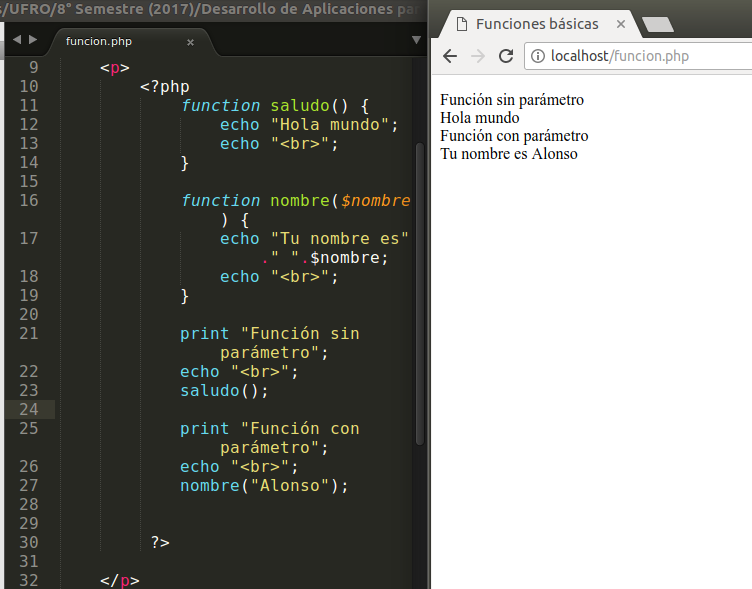 s/UFRO/8° Semestre (2017)/Desarrollo de Aplicaciones pa
funcion.php ×
9 <p>
10 <?php
11 function saludo() {
12 echo "Hola mundo";
13 echo "<br>";
14 }
15
16 function nombre($nombre
) {
17 echo "Tu nombre es"
." ".$nombre;
18 echo "<br>";
19 }
20
21 print "Función sin
parámetro";
22 echo "<br>";
23 saludo();
24
25 print "Función con
parámetro";
26 echo "<br>";
27 nombre("Alonso");
28
29
30 ?>
31
32 </p>
Funciones básicas ×
localhost/funcion.php
Función sin parámetro
Hola mundo
Función con parámetro
Tu nombre es Alonso